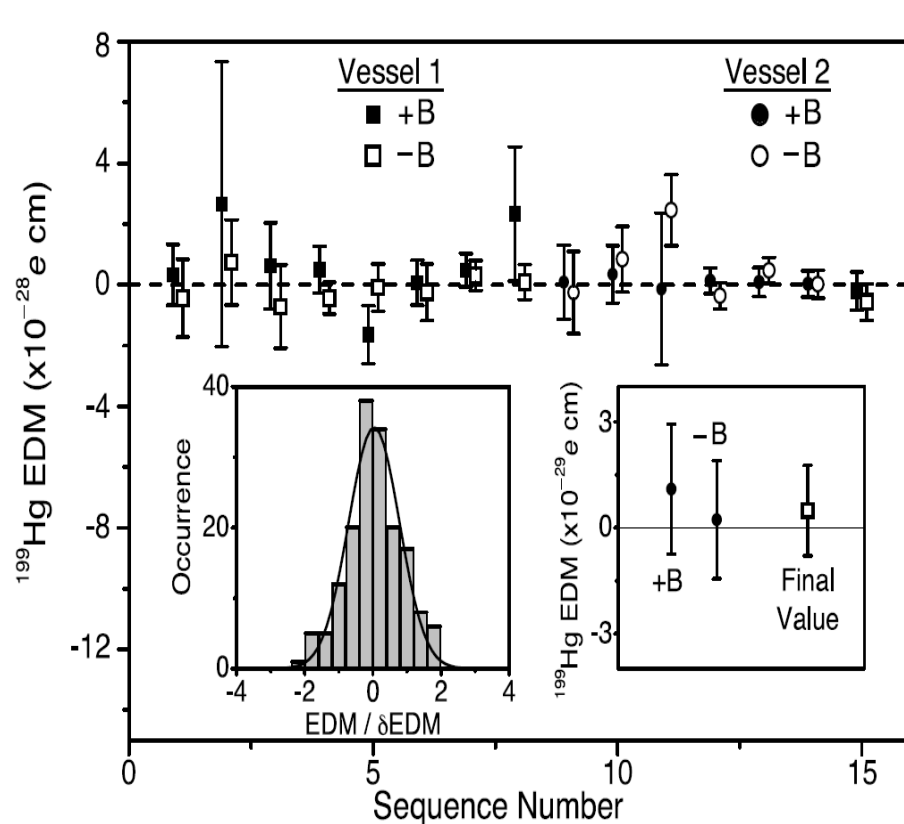 8
4
0
-4
-8
-12
¹⁹⁹Hg EDM (x10⁻²⁸e cm)
Vessel 1
+B
−B
Vessel 2
+B
−B
40
20
0
Occurrence
-4 -2 0 2 4
EDM / δEDM
3
0
-3
¹⁹⁹Hg EDM (x10⁻²⁹e cm)
−B
+B
Final
Value
0 5 10 15
Sequence Number